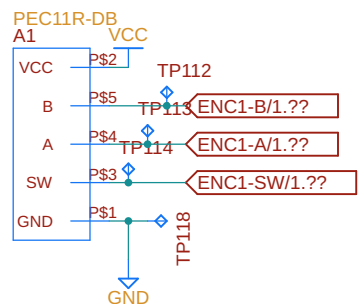 PEC11R-DB
A1
VCC
VCC
P$2
TP112
B
P$5
ENC1-B/1.??
TP113
A
P$4
ENC1-A/1.??
TP114
SW
P$3
ENC1-SW/1.??
GND
P$1
TP118
GND